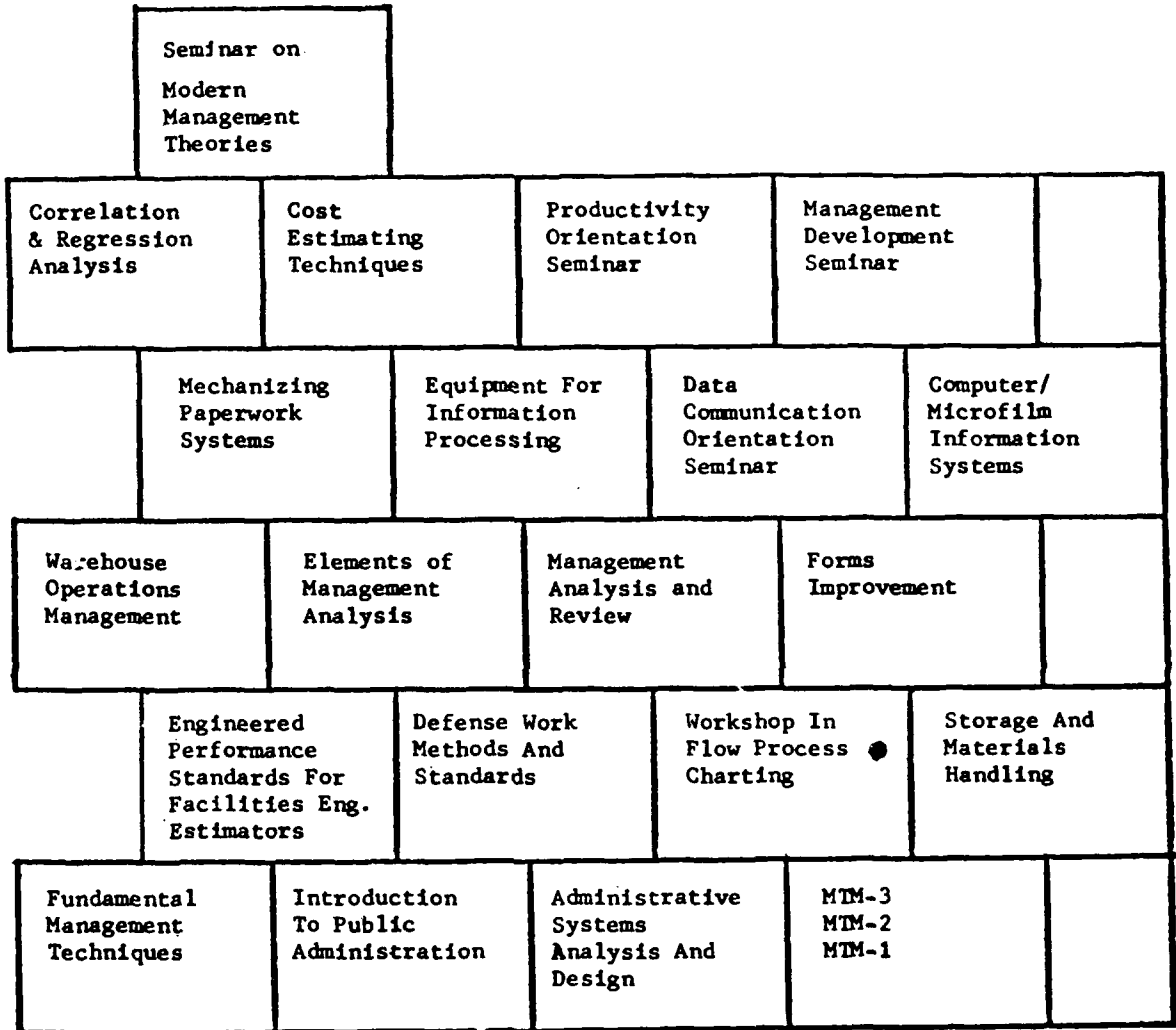 Seminar on
Modern
Management
Theories
Correlation
& Regression
Analysis
Cost
Estimating
Techniques
Productivity
Orientation
Seminar
Management
Development
Seminar
Mechanizing
Paperwork
Systems
Equipment For
Information
Processing
Data
Communication
Orientation
Seminar
Computer/
Microfilm
Information
Systems
Warehouse
Operations
Management
Elements of
Management
Analysis
Management
Analysis and
Review
Forms
Improvement
Engineered
Performance
Standards For
Facilities Eng.
Estimators
Defense Work
Methods And
Standards
Workshop In
Flow Process
Charting
Storage And
Materials
Handling
Fundamental
Management
Techniques
Introduction
To Public
Administration
Administrative
Systems
Analysis And
Design
MTM-3
MTM-2
MTM-1